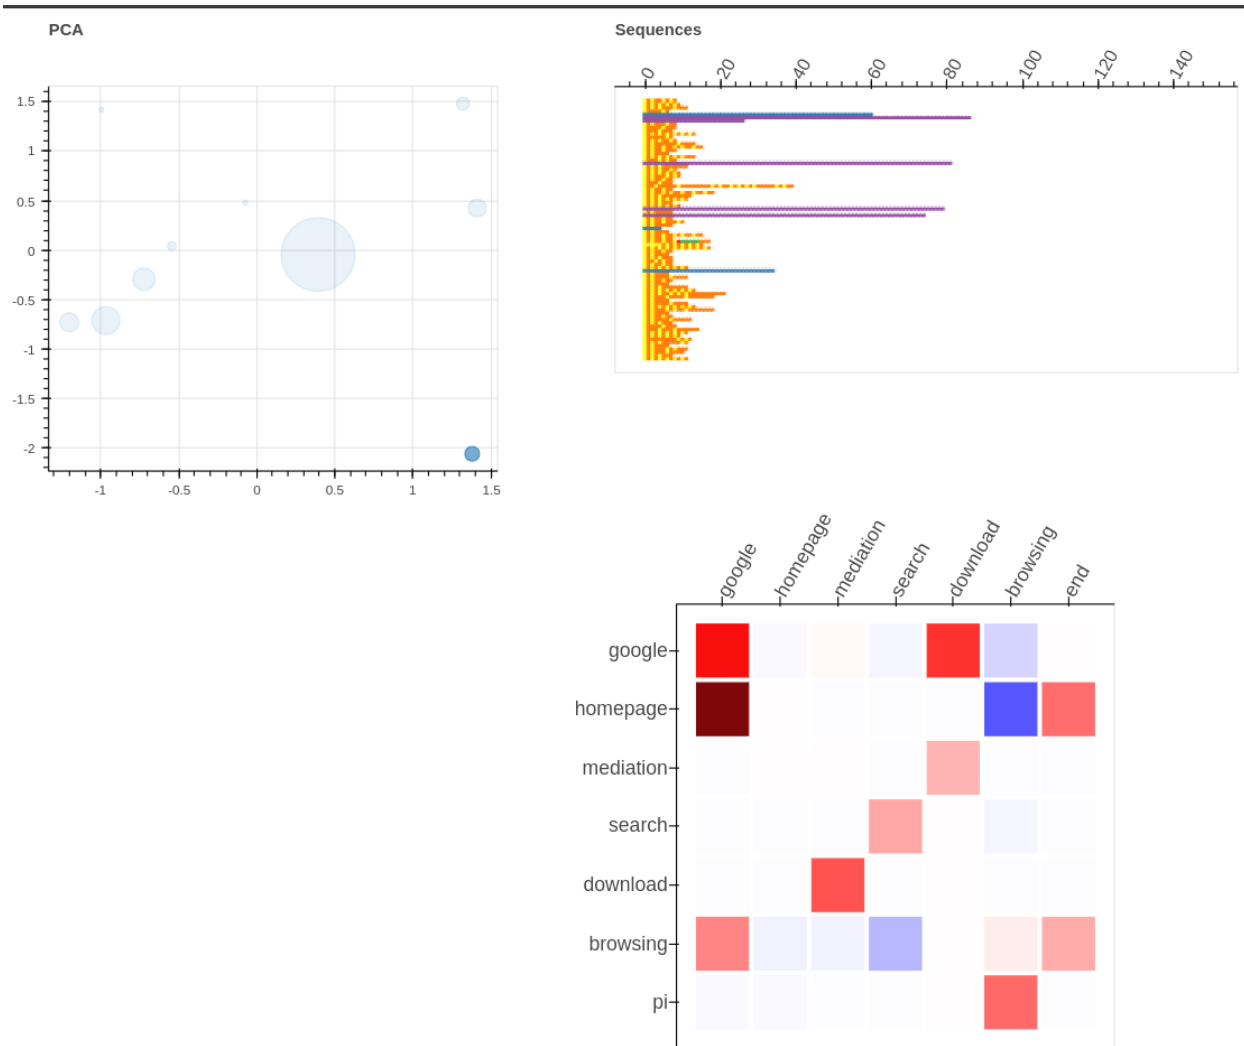 PCA
1.5
1
0.5
0
-0.5
-1
-1.5
-2
-1 -0.5 0 0.5 1 1.5
Sequences
0 20 40 60 80 100 120 140
google homepage mediation search download browsing end
google
homepage
mediation
search
download
browsing
pi